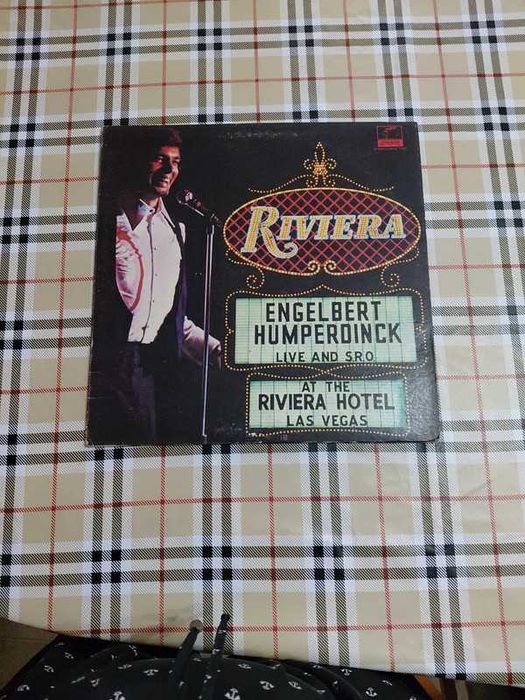 RIVIERA
ENGELBERT
HUMPERDINCK
LIVE AND S.R.O.
AT THE
RIVIERA HOTEL
LAS VEGAS